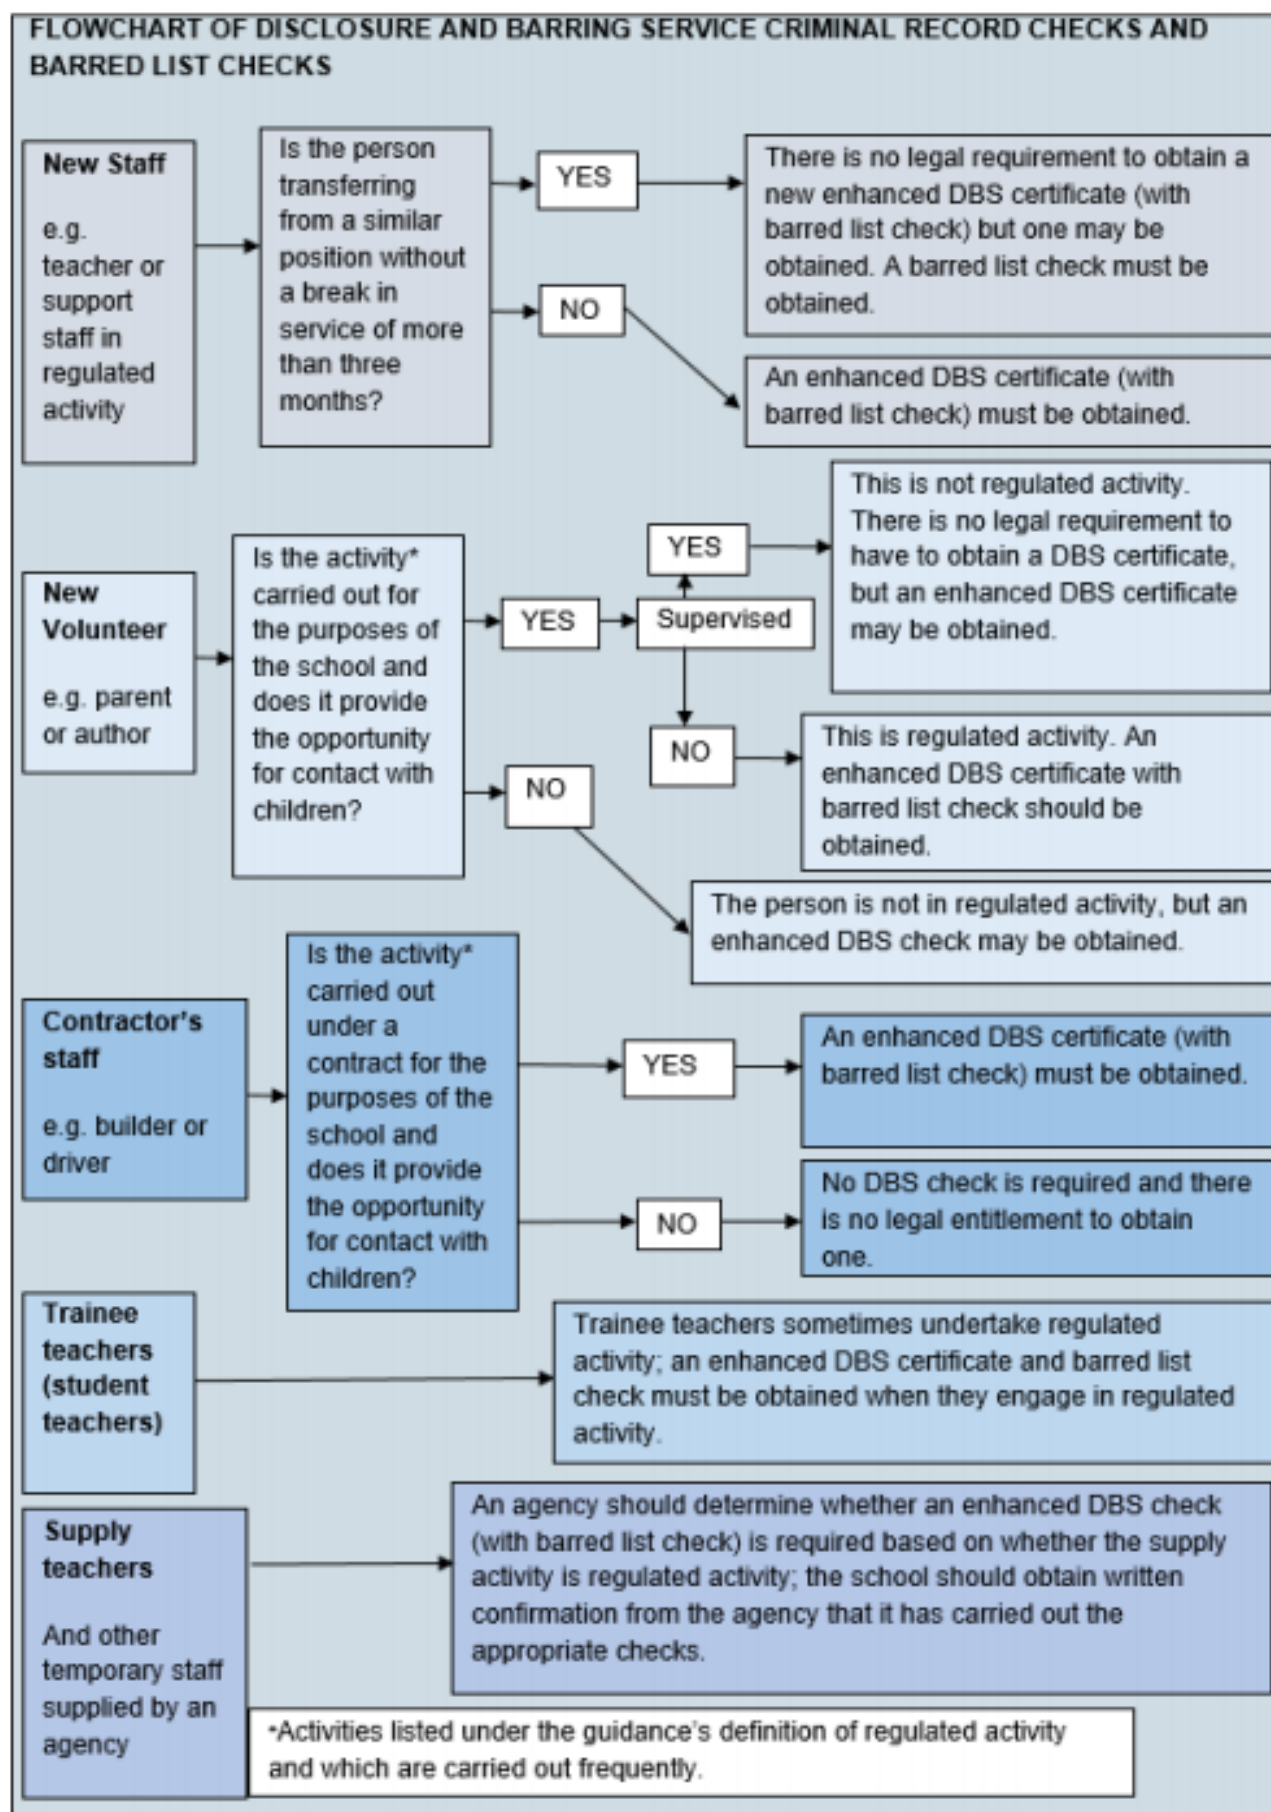 FLOWCHART OF DISCLOSURE AND BARRING SERVICE CRIMINAL RECORD CHECKS AND
BARRED LIST CHECKS
New Staff
e.g.
teacher or
support
staff in
regulated
activity
Is the person
transferring
from a similar
position without
a break in
service of more
than three
months?
YES
There is no legal requirement to obtain a
new enhanced DBS certificate (with
barred list check) but one may be
obtained. A barred list check must be
obtained.
NO
An enhanced DBS certificate (with
barred list check) must be obtained.
New
Volunteer
e.g. parent
or author
Is the activity*
carried out for
the purposes of
the school and
does it provide
the opportunity
for contact with
children?
YES
Supervised
YES
This is not regulated activity.
There is no legal requirement to
have to obtain a DBS certificate,
but an enhanced DBS certificate
may be obtained.
NO
This is regulated activity. An
enhanced DBS certificate with
barred list check should be
obtained.
NO
The person is not in regulated activity, but an
enhanced DBS check may be obtained.
Contractor's
staff
e.g. builder or
driver
Is the activity*
carried out
under a
contract for the
purposes of the
school and
does it provide
the opportunity
for contact with
children?
YES
An enhanced DBS certificate (with
barred list check) must be obtained.
NO
No DBS check is required and there
is no legal entitlement to obtain
one.
Trainee
teachers
(student
teachers)
Trainee teachers sometimes undertake regulated
activity; an enhanced DBS certificate and barred list
check must be obtained when they engage in regulated
activity.
Supply
teachers
And other
temporary staff
supplied by an
agency
An agency should determine whether an enhanced DBS check
(with barred list check) is required based on whether the supply
activity is regulated activity; the school should obtain written
confirmation from the agency that it has carried out the
appropriate checks.
*Activities listed under the guidance's definition of regulated activity
and which are carried out frequently.